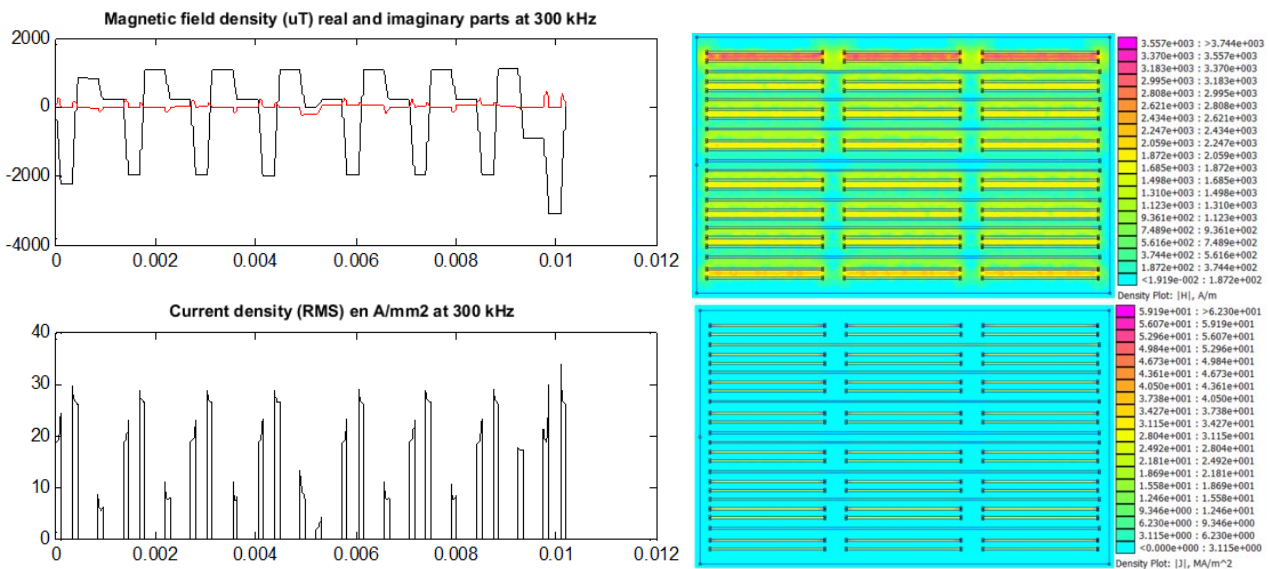 Magnetic field density (uT) real and imaginary parts at 300 kHz
2000
0
-2000
-4000
0
0.002
0.004
0.006
0.008
0.01
0.012
3.557e+003 : >3.744e+003
3.370e+003 : 3.557e+003
3.183e+003 : 3.370e+003
2.995e+003 : 3.183e+003
2.808e+003 : 2.995e+003
2.621e+003 : 2.808e+003
2.434e+003 : 2.621e+003
2.247e+003 : 2.434e+003
2.059e+003 : 2.247e+003
1.872e+003 : 2.059e+003
1.685e+003 : 1.872e+003
1.498e+003 : 1.685e+003
1.310e+003 : 1.498e+003
1.123e+003 : 1.310e+003
9.361e+002 : 1.123e+003
7.489e+002 : 9.361e+002
5.616e+002 : 7.489e+002
3.744e+002 : 5.616e+002
1.872e+002 : 3.744e+002
<1.919e-002 : 1.872e+002
Density Plot: |H|, A/m
Current density (RMS) en A/mm2 at 300 kHz
40
30
20
10
0
0
0.002
0.004
0.006
0.008
0.01
0.012
5.919e+001 : >6.230e+001
5.607e+001 : 5.919e+001
5.296e+001 : 5.607e+001
4.984e+001 : 5.296e+001
4.673e+001 : 4.984e+001
4.361e+001 : 4.673e+001
4.050e+001 : 4.361e+001
3.738e+001 : 4.050e+001
3.427e+001 : 3.738e+001
3.115e+001 : 3.427e+001
2.804e+001 : 3.115e+001
2.492e+001 : 2.804e+001
2.181e+001 : 2.492e+001
1.869e+001 : 2.181e+001
1.558e+001 : 1.869e+001
1.246e+001 : 1.558e+001
9.346e+000 : 1.246e+001
6.230e+000 : 9.346e+000
3.115e+000 : 6.230e+000
<0.000e+000 : 3.115e+000
Density Plot: |J|, MA/m^2